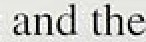 and the